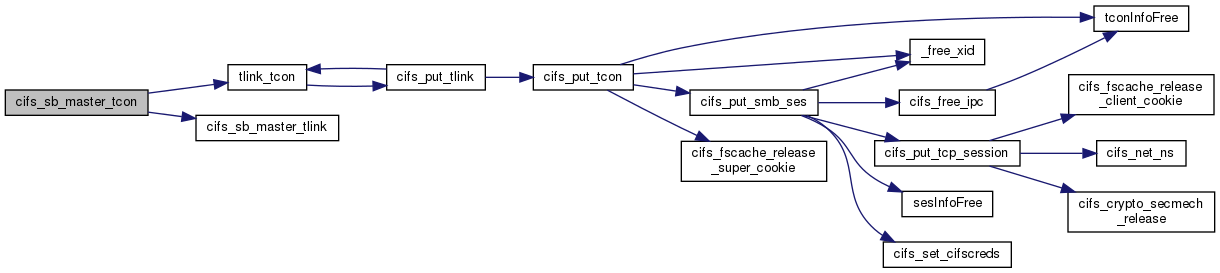 cifs_sb_master_tcon
tlink_tcon
cifs_sb_master_tlink
cifs_put_tlink
cifs_put_tcon
cifs_put_smb_ses
cifs_fscache_release
_super_cookie
tconInfoFree
_free_xid
cifs_free_ipc
cifs_put_tcp_session
sesInfoFree
cifs_set_cifscreds
cifs_fscache_release
_client_cookie
cifs_net_ns
cifs_crypto_secmech
_release